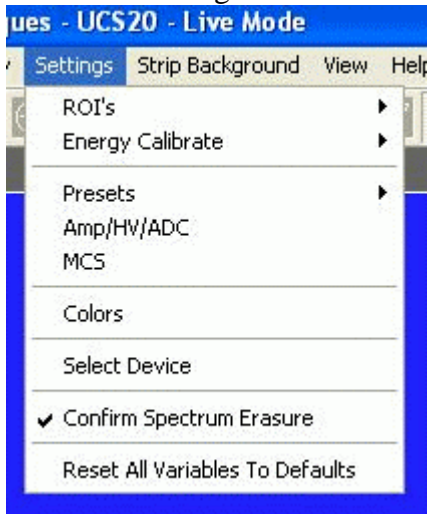 ues - UCS20 - Live Mode
Settings Strip Background View Help
ROI's
Energy Calibrate
Presets
Amp/HV/ADC
MCS
Colors
Select Device
Confirm Spectrum Erasure
Reset All Variables To Defaults